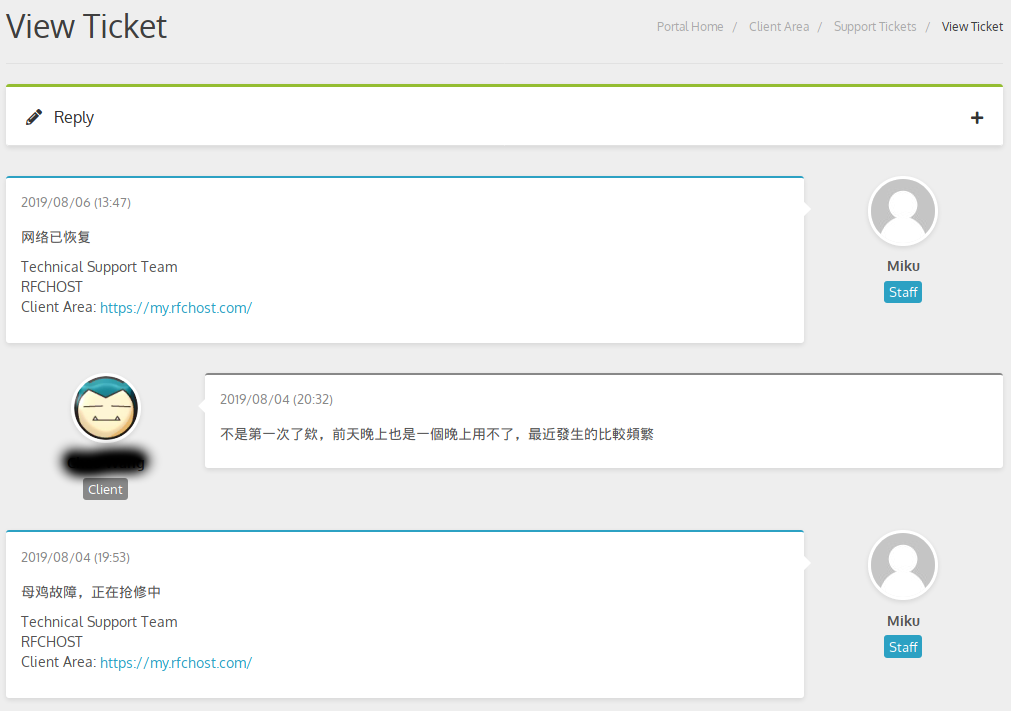 View Ticket
Portal Home / Client Area / Support Tickets / View Ticket
Reply
2019/08/06 (13:47)
网络已恢复
Technical Support Team
RFCHOST
Client Area: https://my.rfchost.com/
Miku
Staff
2019/08/04 (20:32)
不是第一次了欸，前天晚上也是一個晚上用不了，最近發生的比較頻繁
Client
2019/08/04 (19:53)
母鸡故障，正在抢修中
Technical Support Team
RFCHOST
Client Area: https://my.rfchost.com/
Miku
Staff